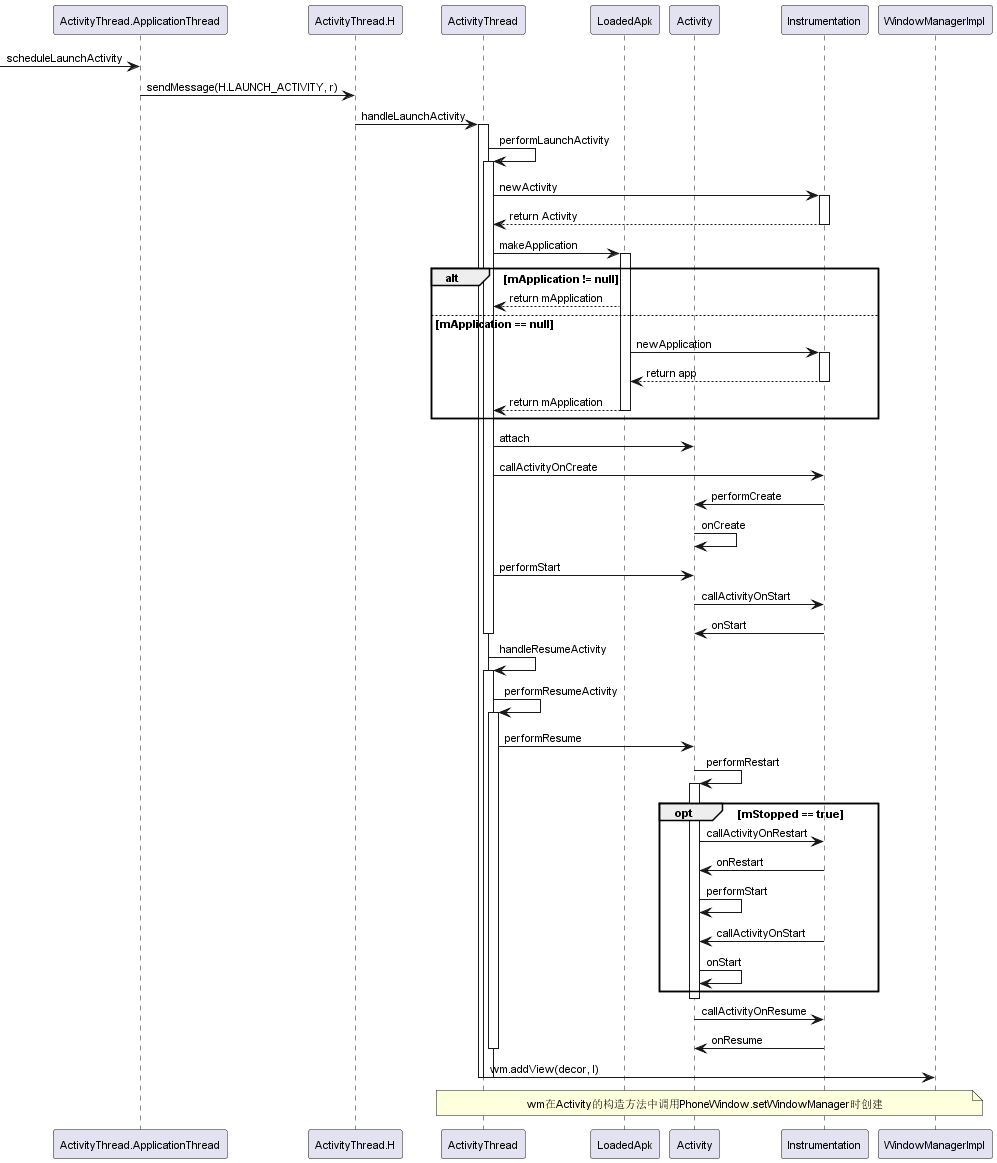 ActivityThread.ApplicationThread
ActivityThread.H
ActivityThread
LoadedApk
Activity
Instrumentation
WindowManagerImpl
scheduleLaunchActivity
sendMessage(H.LAUNCH_ACTIVITY, r)
handleLaunchActivity
performLaunchActivity
newActivity
return Activity
makeApplication
alt
[mApplication != null]
return mApplication
[mApplication == null]
newApplication
return app
return mApplication
attach
callActivityOnCreate
performCreate
onCreate
performStart
callActivityOnStart
onStart
handleResumeActivity
performResumeActivity
performResume
performRestart
opt
[mStopped == true]
callActivityOnRestart
onRestart
performStart
callActivityOnStart
onStart
callActivityOnResume
onResume
wm.addView(decor, l)
wm在Activity的构造方法中调用PhoneWindow.setWindowManager时创建
ActivityThread.ApplicationThread
ActivityThread.H
ActivityThread
LoadedApk
Activity
Instrumentation
WindowManagerImpl